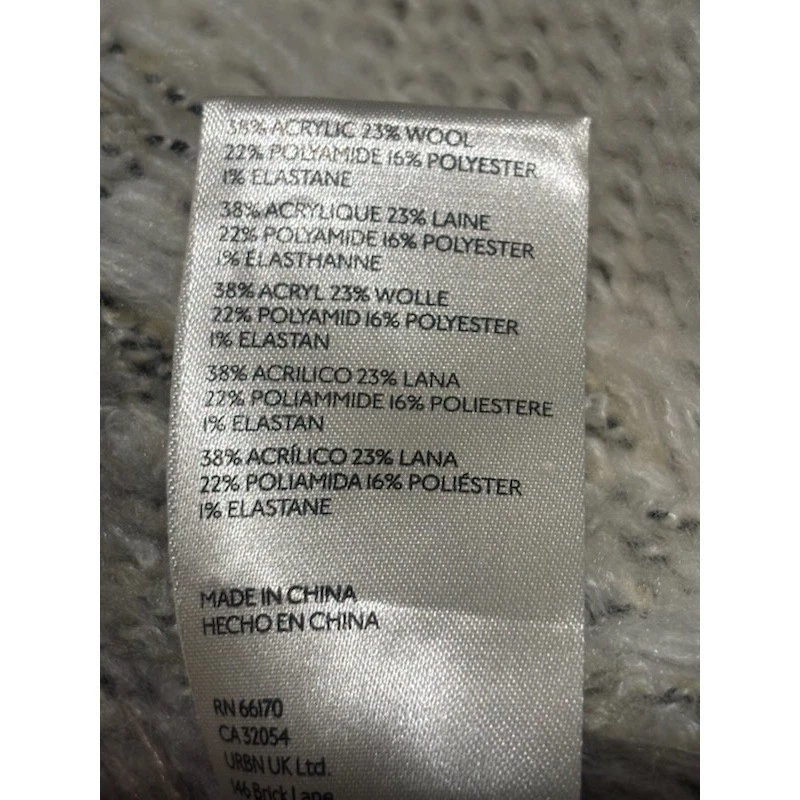 38% ACRYLIC 23% WOOL
22% POLYAMIDE 16% POLYESTER
1% ELASTANE
38% ACRYLIQUE 23% LAINE
22% POLYAMIDE 16% POLYESTER
1% ELASTHANNE
38% ACRYL 23% WOLLE
22% POLYAMID 16% POLYESTER
1% ELASTAN
38% ACRILICO 23% LANA
22% POLIAMMIDE 16% POLIESTERE
1% ELASTAN
38% ACRÍLICO 23% LANA
22% POLIAMIDA 16% POLIÉSTER
1% ELASTANE
MADE IN CHINA
HECHO EN CHINA
RN 66170
CA 32054
URBN UK Ltd.
146 Brick Lane